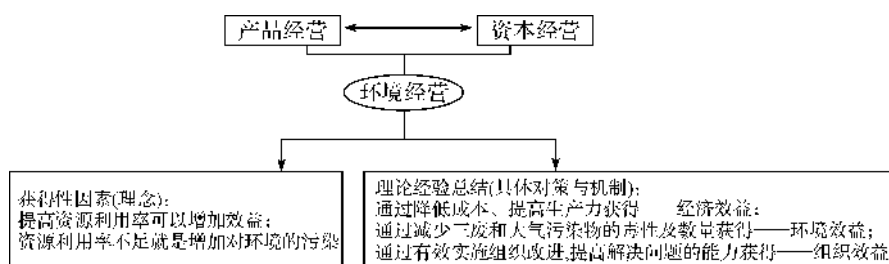 产品经营
资本经营
环境经营
获得性因素(理念):
提高资源利用率可以增加效益;
资源利用率不足就是增加对环境的污染
理论经验总结(具体对策与机制):
通过降低成本、提高生产力获得 经济效益;
通过减少三废和大气污染物的毒性及数量获得——环境效益;
通过有效实施组织改进,提高解决问题的能力获得——组织效益